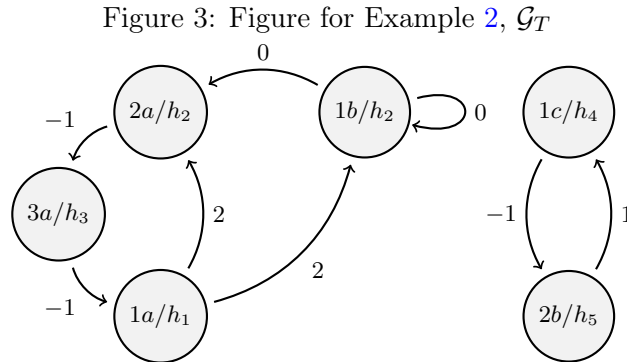 Figure 3: Figure for Example 2, 𝒢_T
0
2a/h₂
1b/h₂
0
1c/h₄
−1
3a/h₃
2
−1
1
2
−1
1a/h₁
2b/h₅